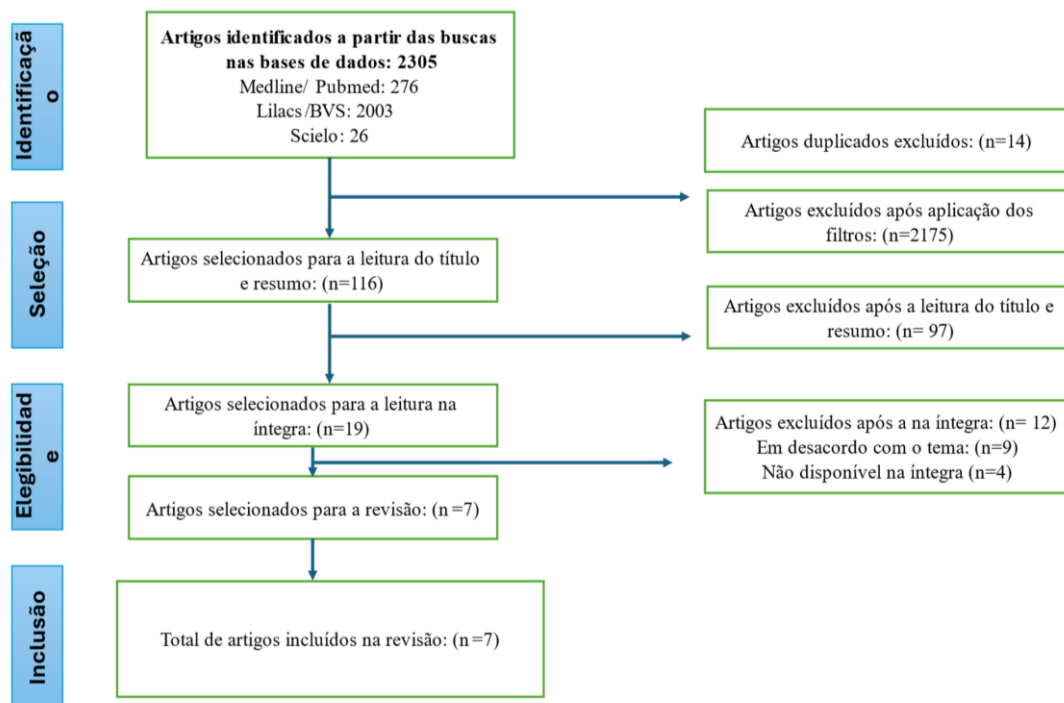 Identificaçã
o
Artigos identificados a partir das buscas
nas bases de dados: 2305
Medline/ Pubmed: 276
Lilacs/BVS: 2003
Scielo: 26
Artigos duplicados excluídos: (n=14)
Seleção
Artigos excluídos após aplicação dos
filtros: (n=2175)
Artigos selecionados para a leitura do título
e resumo: (n=116)
Artigos excluídos após a leitura do título e
resumo: (n= 97)
Elegibilidad
e
Artigos selecionados para a leitura na
íntegra: (n=19)
Artigos excluídos após a na íntegra: (n= 12)
Em desacordo com o tema: (n=9)
Não disponível na íntegra (n=4)
Artigos selecionados para a revisão: (n=7)
Inclusão
Total de artigos incluídos na revisão: (n=7)